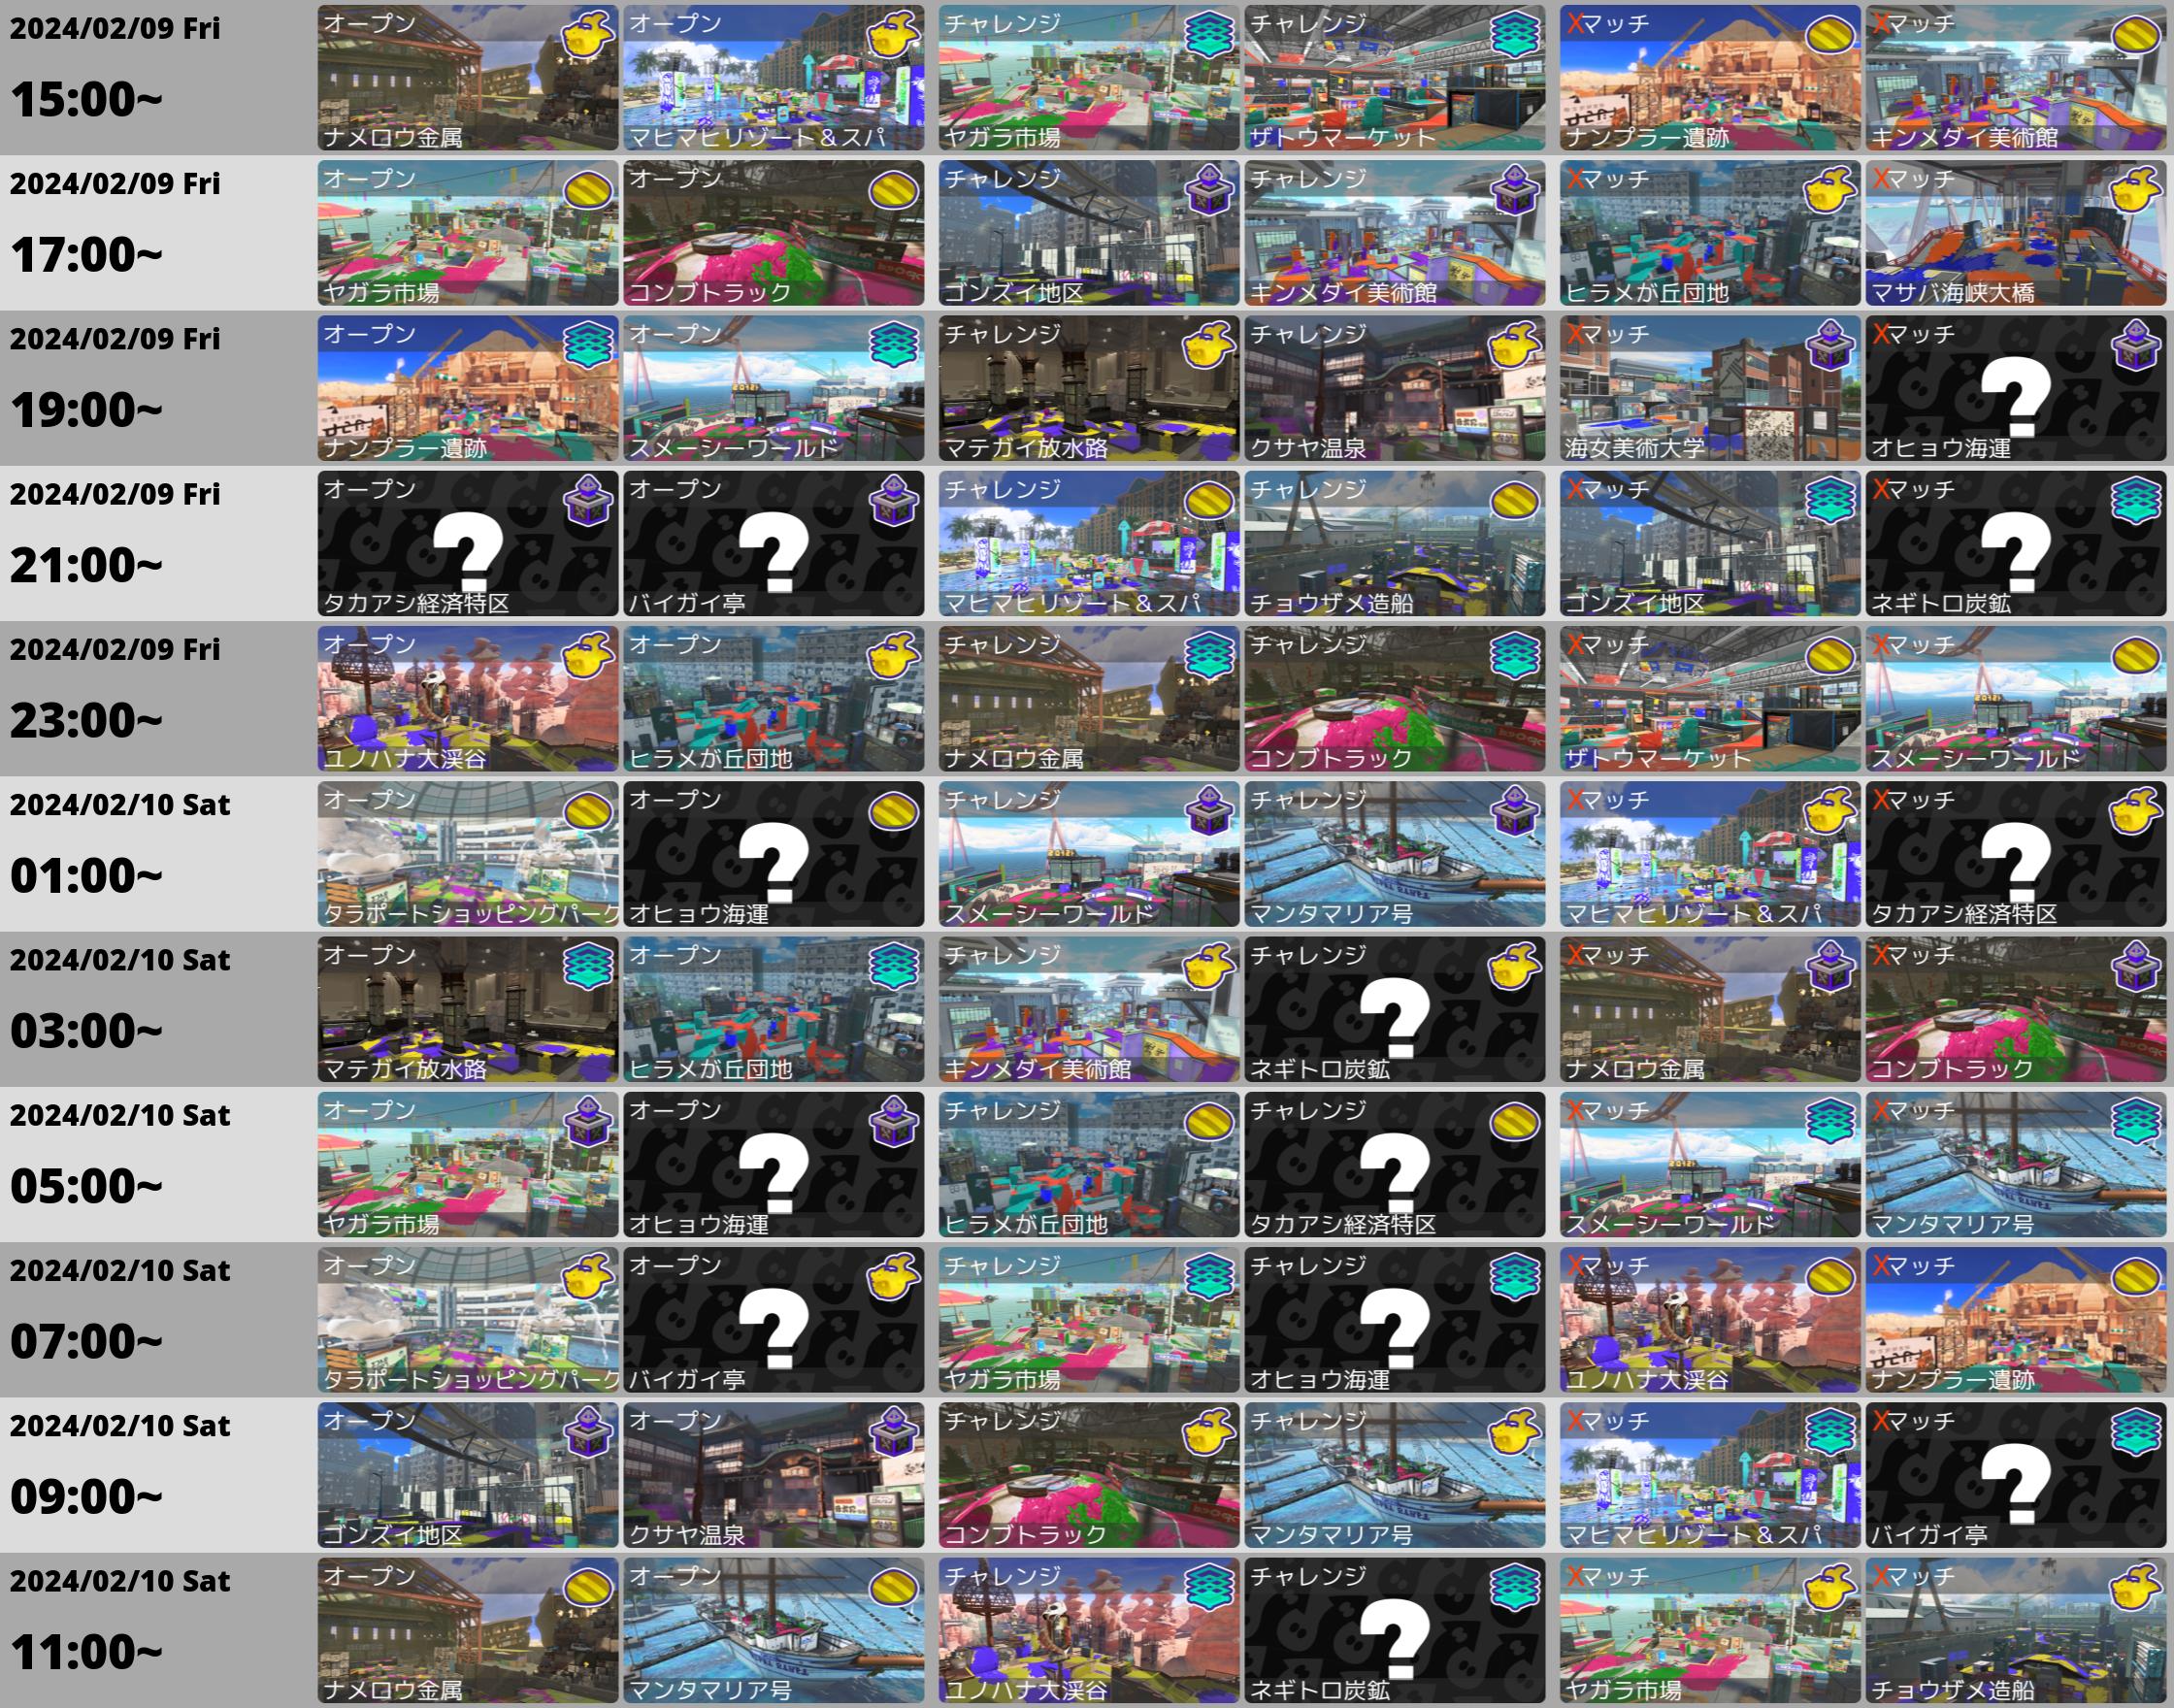 2024/02/09 Fri
15:00~
オープン
ナメロウ金属
オープン
マヒマヒリゾート&スパ
チャレンジ
ヤガラ市場
チャレンジ
ザトウマーケット
Xマッチ
ナンプラー遺跡
Xマッチ
キンメダイ美術館
2024/02/09 Fri
17:00~
オープン
ヤガラ市場
オープン
コンブトラック
チャレンジ
ゴンズイ地区
チャレンジ
キンメダイ美術館
Xマッチ
ヒラメが丘団地
Xマッチ
マサバ海峡大橋
2024/02/09 Fri
19:00~
オープン
ナンプラー遺跡
オープン
スメーシーワールド
チャレンジ
マテガイ放水路
チャレンジ
クサヤ温泉
Xマッチ
海女美術大学
Xマッチ
?
オヒョウ海運
2024/02/09 Fri
21:00~
オープン
?
タカアシ経済特区
オープン
?
バイガイ亭
チャレンジ
マヒマヒリゾート&スパ
チャレンジ
チョウザメ造船
Xマッチ
ゴンズイ地区
Xマッチ
?
ネギトロ炭鉱
2024/02/09 Fri
23:00~
オープン
ユノハナ大渓谷
オープン
ヒラメが丘団地
チャレンジ
ナメロウ金属
チャレンジ
コンブトラック
Xマッチ
ザトウマーケット
Xマッチ
スメーシーワールド
2024/02/10 Sat
01:00~
オープン
タラポートショッピングパーク
オープン
?
オヒョウ海運
チャレンジ
スメーシーワールド
チャレンジ
マンタマリア号
Xマッチ
マヒマヒリゾート&スパ
Xマッチ
?
タカアシ経済特区
2024/02/10 Sat
03:00~
オープン
マテガイ放水路
オープン
ヒラメが丘団地
チャレンジ
キンメダイ美術館
チャレンジ
?
ネギトロ炭鉱
Xマッチ
ナメロウ金属
Xマッチ
コンブトラック
2024/02/10 Sat
05:00~
オープン
ヤガラ市場
オープン
?
オヒョウ海運
チャレンジ
ヒラメが丘団地
チャレンジ
?
タカアシ経済特区
Xマッチ
スメーシーワールド
Xマッチ
マンタマリア号
2024/02/10 Sat
07:00~
オープン
タラポートショッピングパーク
オープン
?
バイガイ亭
チャレンジ
ヤガラ市場
チャレンジ
?
オヒョウ海運
Xマッチ
ユノハナ大渓谷
Xマッチ
ナンプラー遺跡
2024/02/10 Sat
09:00~
オープン
ゴンズイ地区
オープン
クサヤ温泉
チャレンジ
コンブトラック
チャレンジ
マンタマリア号
Xマッチ
マヒマヒリゾート&スパ
Xマッチ
?
バイガイ亭
2024/02/10 Sat
11:00~
オープン
ナメロウ金属
オープン
マンタマリア号
チャレンジ
ユノハナ大渓谷
チャレンジ
?
ネギトロ炭鉱
Xマッチ
ヤガラ市場
Xマッチ
チョウザメ造船